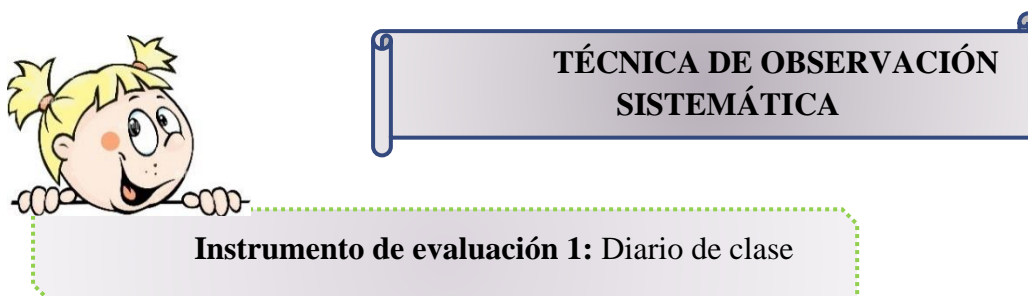 TÉCNICA DE OBSERVACIÓN
SISTEMÁTICA
Instrumento de evaluación 1: Diario de clase